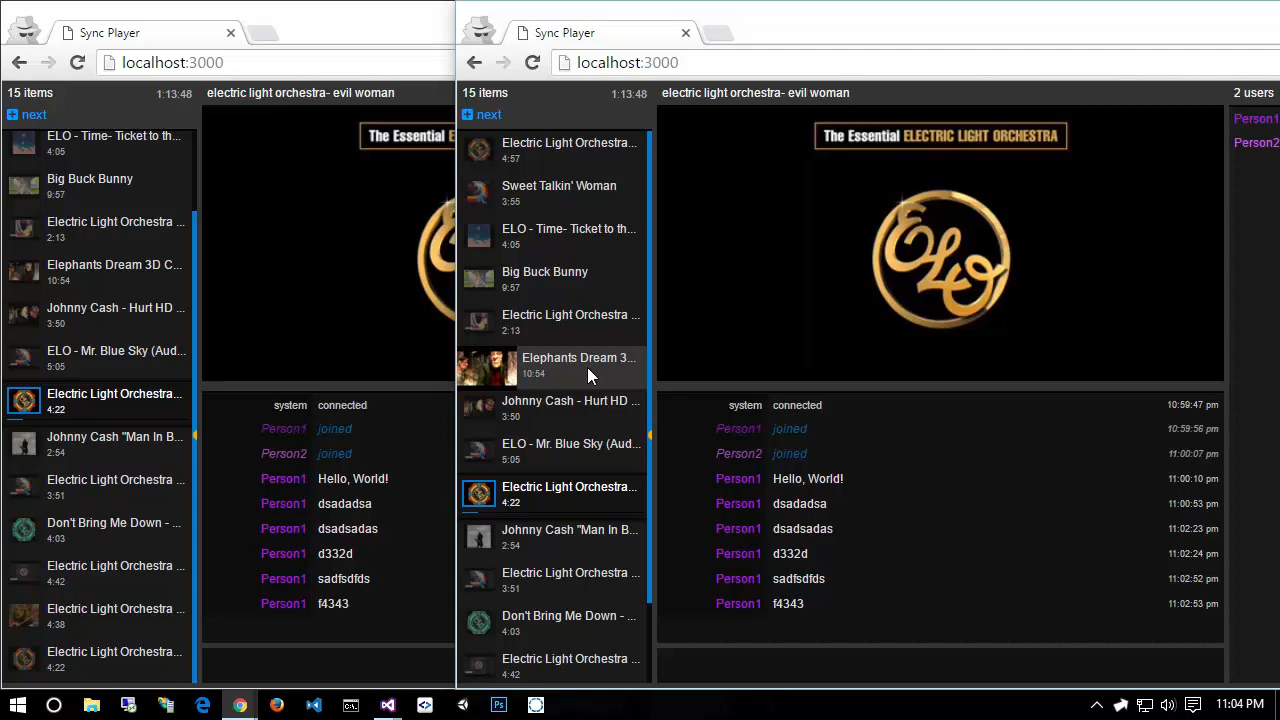 Sync Player
localhost:3000
15 items
1:13:48
next
ELO - Time- Ticket to th...
4:05
Big Buck Bunny
9:57
Electric Light Orchestra ...
2:13
Elephants Dream 3D C...
10:54
Johnny Cash - Hurt HD ...
3:50
ELO - Mr. Blue Sky (Aud...
5:05
Electric Light Orchestra...
4:22
Johnny Cash "Man In B...
2:54
Electric Light Orchestra ...
3:51
Don't Bring Me Down - ...
4:03
Electric Light Orchestra ...
4:42
Electric Light Orchestra ...
4:38
Electric Light Orchestra...
4:22
electric light orchestra- evil woman
The Essential E
system connected
Person1 joined
Person2 joined
Person1 Hello, World!
Person1 dsadadsa
Person1 dsadsadas
Person1 d332d
Person1 sadfsdfds
Person1 f4343
Sync Player
localhost:3000
15 items
1:13:48
next
Electric Light Orchestra...
4:57
Sweet Talkin' Woman
3:55
ELO - Time- Ticket to th...
4:05
Big Buck Bunny
9:57
Electric Light Orchestra ...
2:13
Elephants Dream 3...
10:54
Johnny Cash - Hurt HD ...
3:50
ELO - Mr. Blue Sky (Aud...
5:05
Electric Light Orchestra...
4:22
Johnny Cash "Man In B...
2:54
Electric Light Orchestra ...
3:51
Don't Bring Me Down - ...
4:03
Electric Light Orchestra ...
4:42
electric light orchestra- evil woman
The Essential ELECTRIC LIGHT ORCHESTRA
ELO
system connected 10:59:47 pm
Person1 joined 10:59:56 pm
Person2 joined 11:00:07 pm
Person1 Hello, World! 11:00:10 pm
Person1 dsadadsa 11:00:53 pm
Person1 dsadsadas 11:02:23 pm
Person1 d332d 11:02:24 pm
Person1 sadfsdfds 11:02:52 pm
Person1 f4343 11:02:53 pm
2 users
Person1
Person2
Ps
11:04 PM